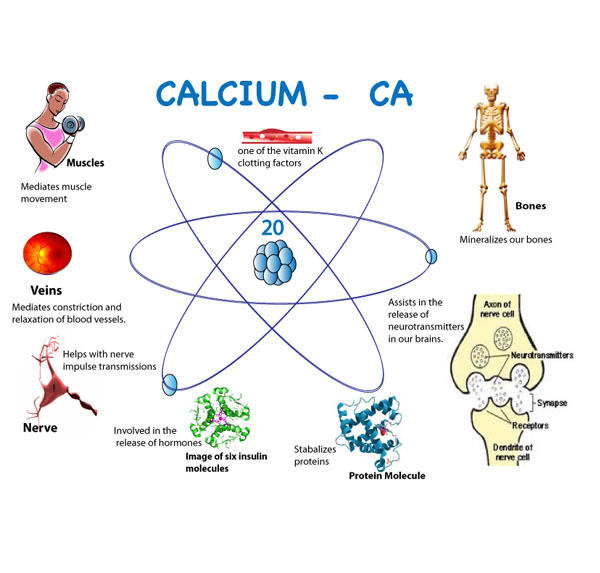 CALCIUM - CA
one of the vitamin K
clotting factors
Muscles
Mediates muscle
movement
Bones
Mineralizes our bones
20
Veins
Mediates constriction and
relaxation of blood vessels.
Assists in the
release of
neurotransmitters
in our brains.
Axon of
nerve cell
Neurotransmitters
Synapse
Receptors
Dendrite of
nerve cell
Helps with nerve
impulse transmissions
Nerve
Involved in the
release of hormones
Image of six insulin
molecules
Stabalizes
proteins
Protein Molecule